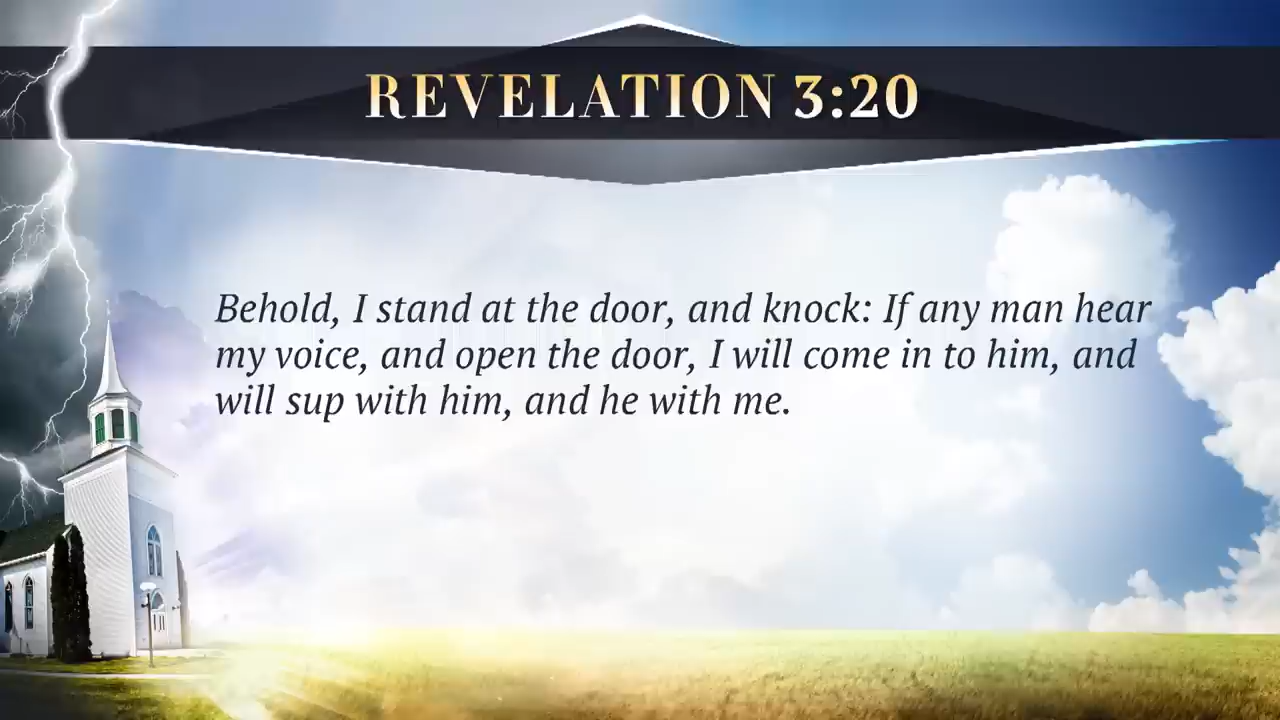 REVELATION 3:20
Behold, I stand at the door, and knock: If any man hear
my voice, and open the door, I will come in to him, and
will sup with him, and he with me.